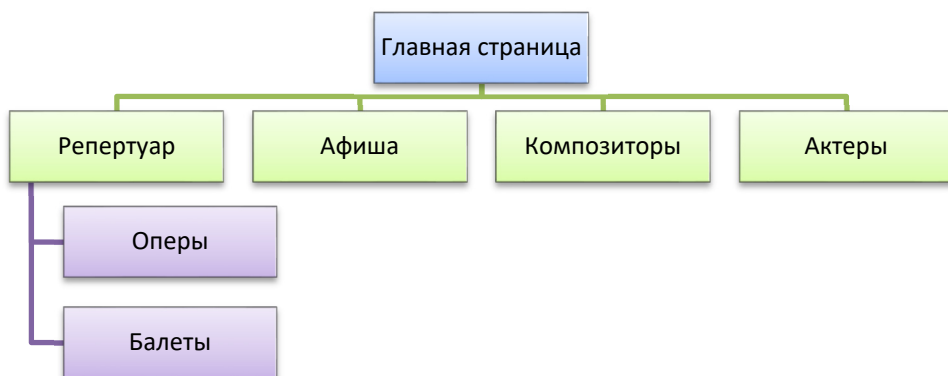 Главная страница
Репертуар
Афиша
Композиторы
Актеры
Оперы
Балеты